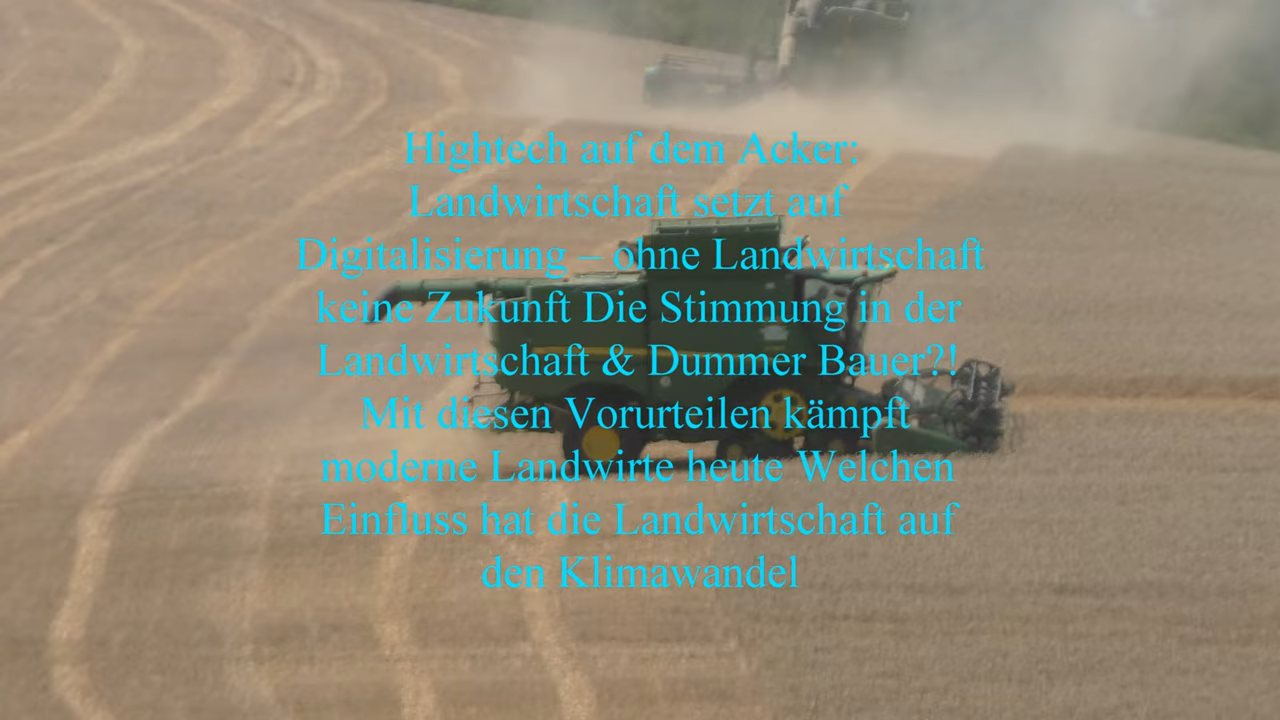 Hightech auf dem Acker:
Landwirtschaft setzt auf
Digitalisierung – ohne Landwirtschaft
keine Zukunft Die Stimmung in der
Landwirtschaft & Dummer Bauer?!
Mit diesen Vorurteilen kämpft
moderne Landwirte heute Welchen
Einfluss hat die Landwirtschaft auf
den Klimawandel